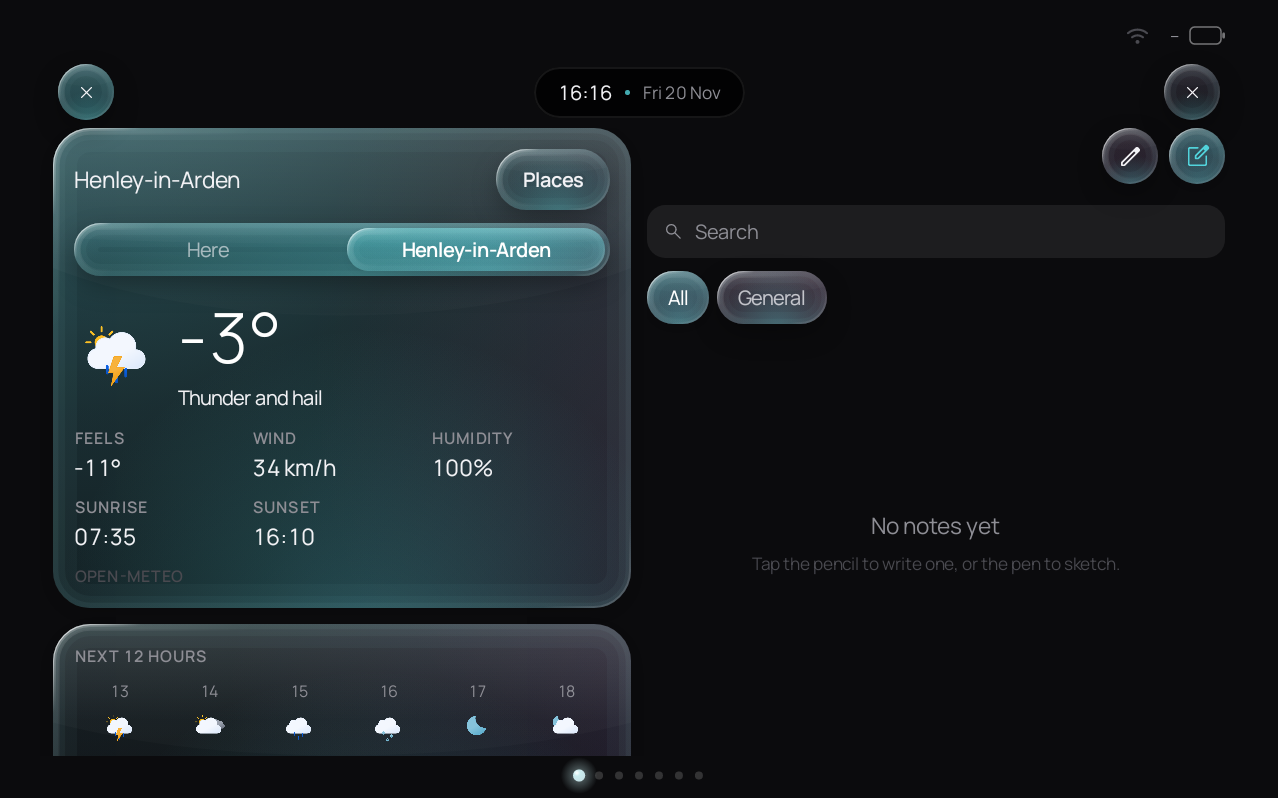 –
16:16 • Fri 20 Nov
Henley-in-Arden
Places
Here
Henley-in-Arden
-3°
Thunder and hail
FEELS
WIND
HUMIDITY
-11°
34 km/h
100%
SUNRISE
SUNSET
07:35
16:10
OPEN-METEO
NEXT 12 HOURS
13 14 15 16 17 18
Search
All
General
No notes yet
Tap the pencil to write one, or the pen to sketch.